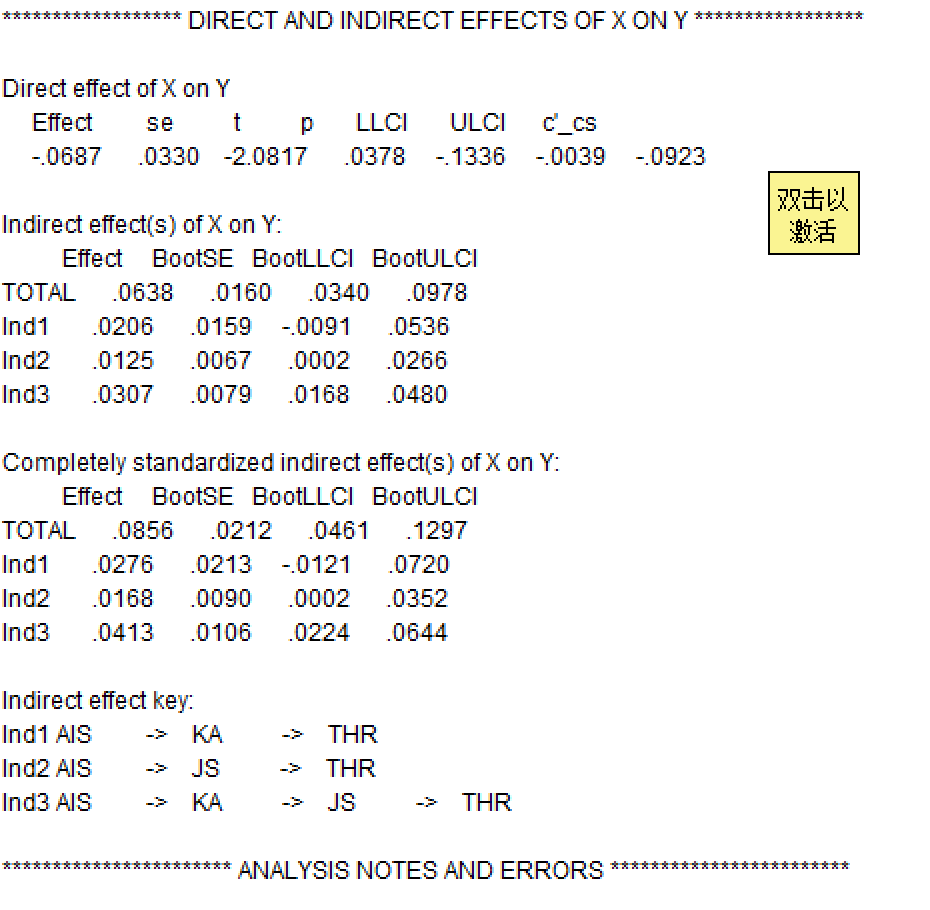 ****************** DIRECT AND INDIRECT EFFECTS OF X ON Y *****************
Direct effect of X on Y
Effect se t p LLCI ULCI c'_cs
-.0687 .0330 -2.0817 .0378 -.1336 -.0039 -.0923
双击以
激活
Indirect effect(s) of X on Y:
Effect BootSE BootLLCI BootULCI
TOTAL .0638 .0160 .0340 .0978
Ind1 .0206 .0159 -.0091 .0536
Ind2 .0125 .0067 .0002 .0266
Ind3 .0307 .0079 .0168 .0480
Completely standardized indirect effect(s) of X on Y:
Effect BootSE BootLLCI BootULCI
TOTAL .0856 .0212 .0461 .1297
Ind1 .0276 .0213 -.0121 .0720
Ind2 .0168 .0090 .0002 .0352
Ind3 .0413 .0106 .0224 .0644
Indirect effect key:
Ind1 AIS -> KA -> THR
Ind2 AIS -> JS -> THR
Ind3 AIS -> KA -> JS -> THR
*********************** ANALYSIS NOTES AND ERRORS ************************